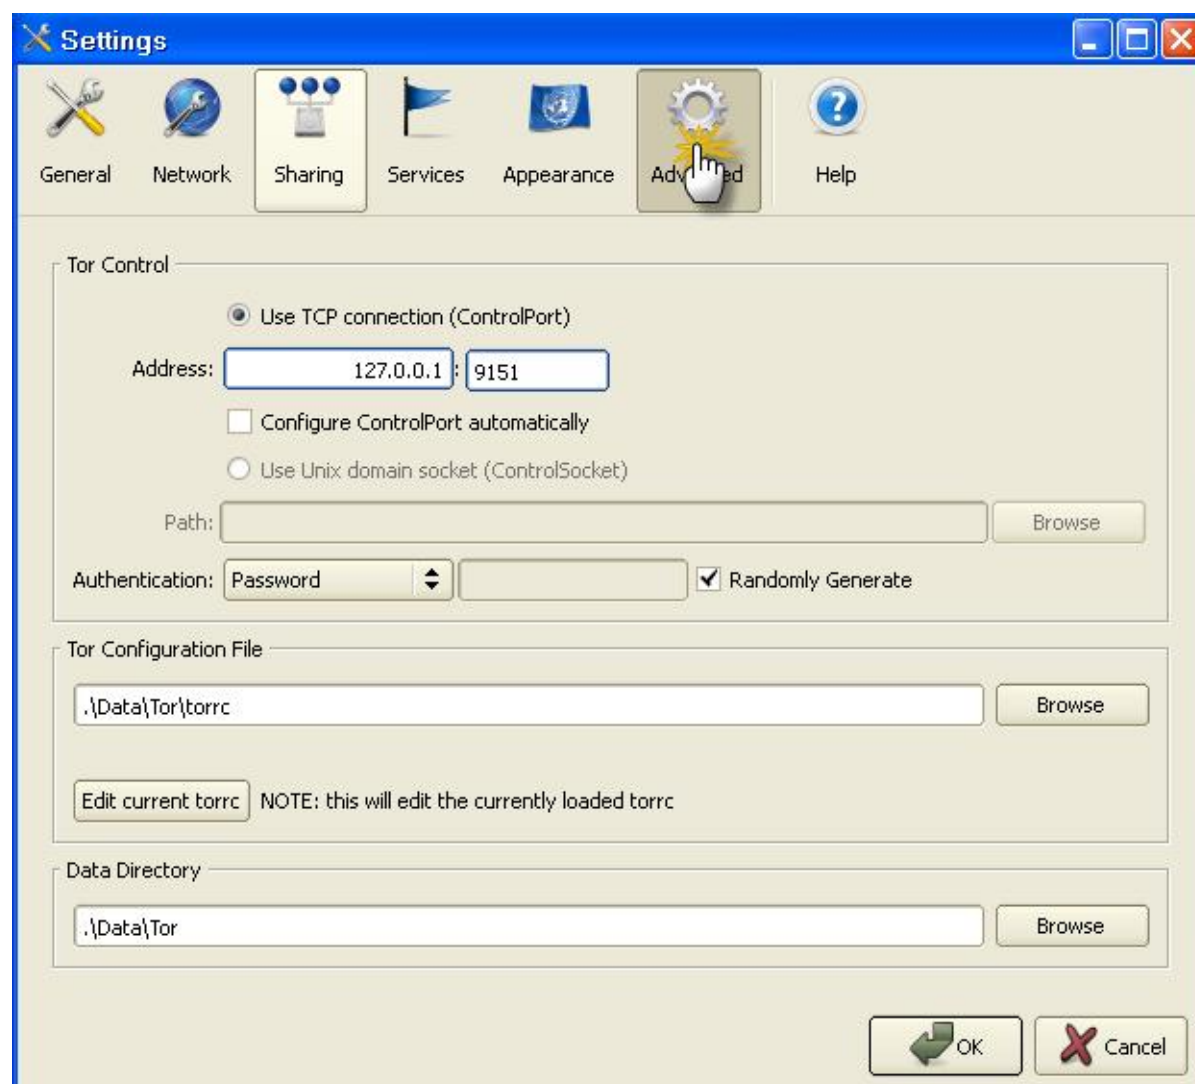 Settings
General Network Sharing Services Appearance Help
Tor Control
Use TCP connection (ControlPort)
Address: 127.0.0.1 : 9151
Configure ControlPort automatically
Use Unix domain socket (ControlSocket)
Path: Browse
Authentication: Password Randomly Generate
Tor Configuration File
.\Data\Tor\torrc Browse
Edit current torrc NOTE: this will edit the currently loaded torrc
Data Directory
.\Data\Tor Browse
OK Cancel